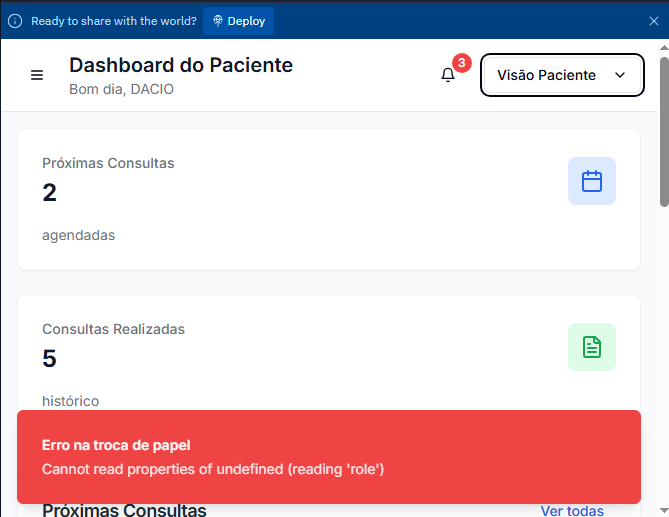 Ready to share with the world? Deploy
Dashboard do Paciente
Bom dia, DACIO
3
Visão Paciente
Próximas Consultas
2
agendadas
Consultas Realizadas
5
histórico
Erro na troca de papel
Cannot read properties of undefined (reading 'role')
Próximas Consultas
Ver todas